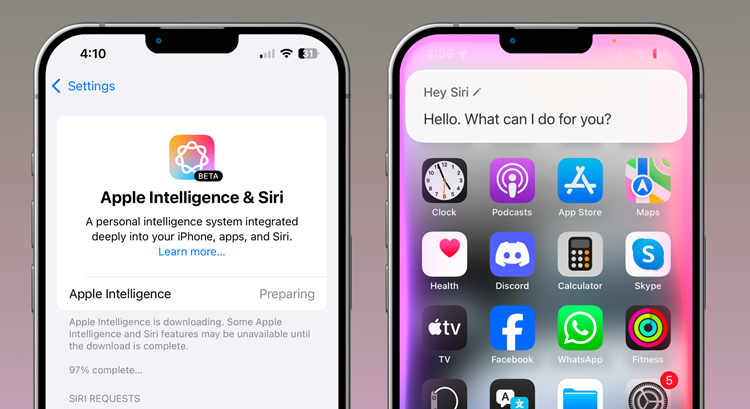 4:10
31
Settings
BETA
Apple Intelligence & Siri
A personal intelligence system integrated
deeply into your iPhone, apps, and Siri.
Learn more...
Apple Intelligence
Preparing
Apple Intelligence is downloading. Some Apple
Intelligence and Siri features may be unavailable until
the download is complete.
97% complete...
SIRI REQUESTS
4:56
Hey Siri
Hello. What can I do for you?
Clock
Podcasts
App Store
Maps
Health
Discord
Calculator
Skype
tv
TV
Facebook
WhatsApp
Fitness
5